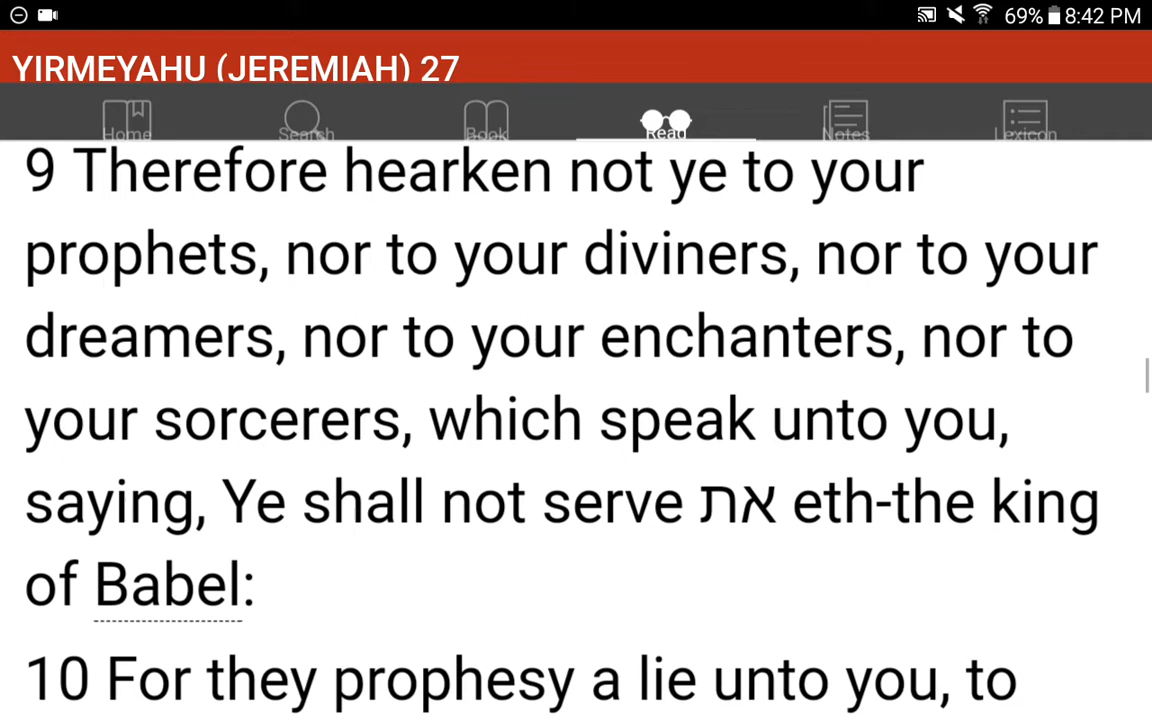 69% 8:42 PM
YIRMEYAHU (JEREMIAH) 27
Home Search Book Read Notes Lexicon
9 Therefore hearken not ye to your
prophets, nor to your diviners, nor to your
dreamers, nor to your enchanters, nor to
your sorcerers, which speak unto you,
saying, Ye shall not serve את eth-the king
of Babel:
10 For they prophesy a lie unto you, to